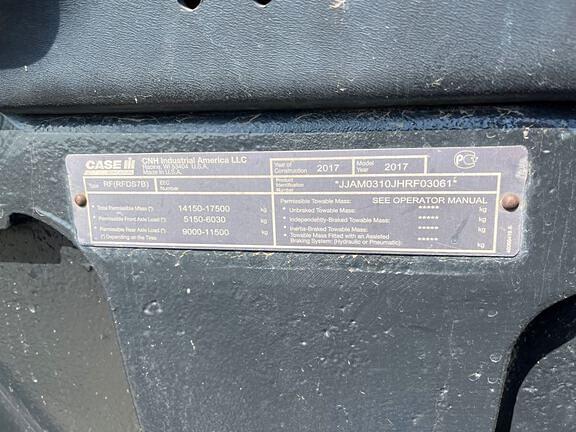 CASE IH
CNH Industrial America LLC
Racine, WI 53404 U.S.A.
Made in U.S.A.
Type RF(RFDS7B) EEC Number
Year of Construction 2017 Model Year 2017
Product Identification Number *JJAM0310JHRF03061*
* Total Permissible Mass (*) 14150-17500 kg
* Permissible Front Axle Load (*) 5150-6030 kg
* Permissible Rear Axle Load (*) 9000-11500 kg
(*) Depending on the Tires
Permissible Towable Mass: SEE OPERATOR MANUAL
* Unbraked Towable Mass: ***** kg
* Independently-Braked Towable Mass: ***** kg
* Inertia-Braked Towable Mass: ***** kg
* Towable Mass Fitted with an Assisted
Braking System: (Hydraulic or Pneumatic) ***** kg